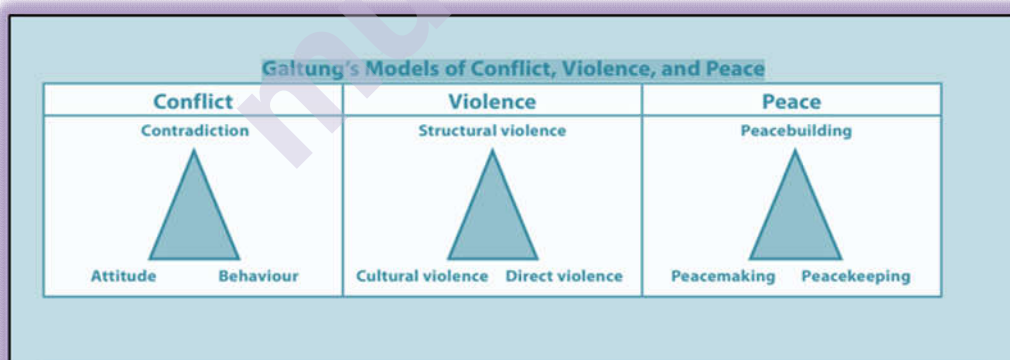 Galtung's Models of Conflict, Violence, and Peace
Conflict Violence Peace
Contradiction Structural violence Peacebuilding
Attitude Behaviour Cultural violence Direct violence Peacemaking Peacekeeping